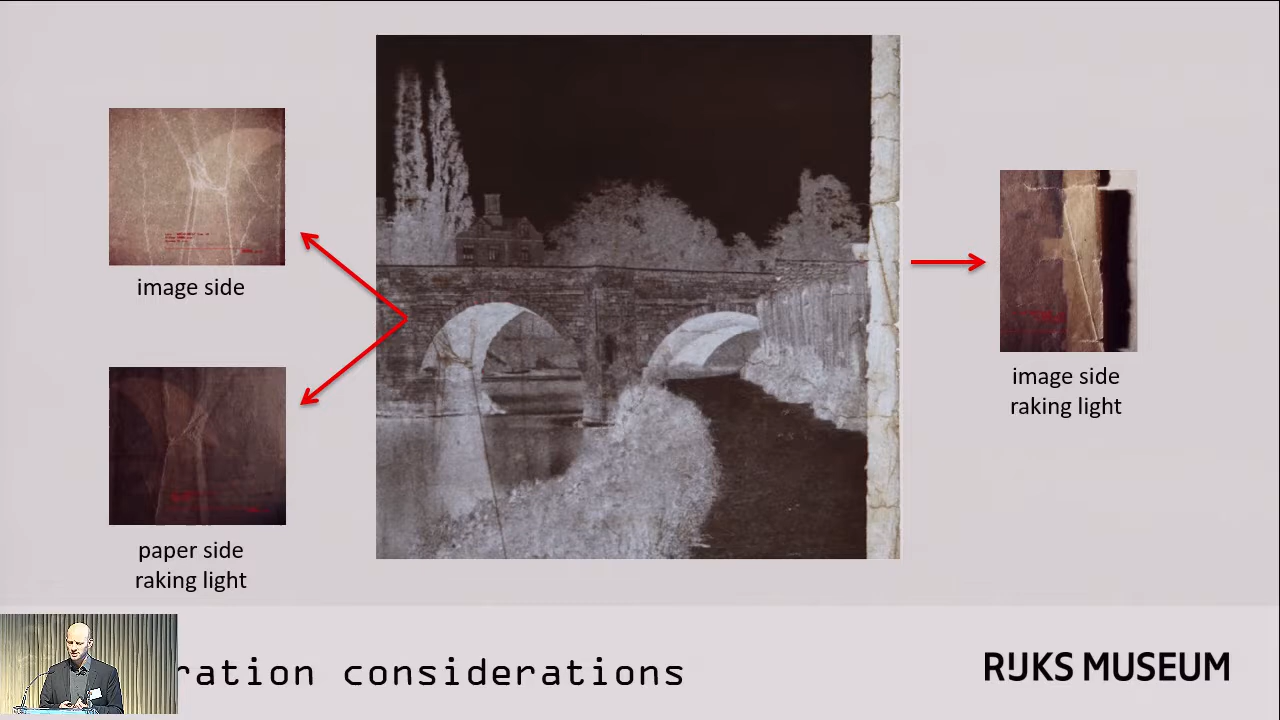 image side
paper side
raking light
image side
raking light
ration considerations
RIJKS MUSEUM